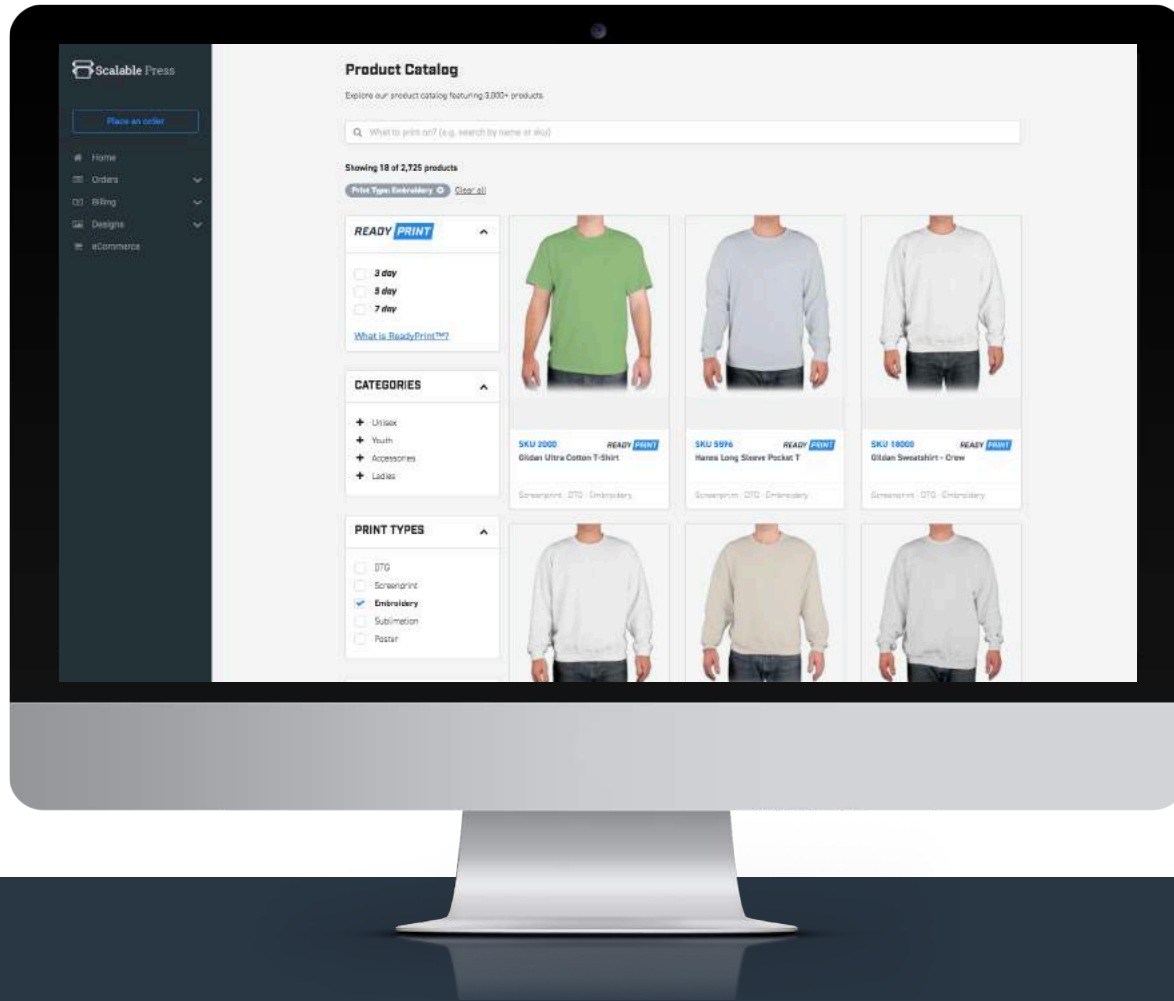 Scalable Press
Place an order
Home
Orders
Billing
Designs
eCommerce
Product Catalog
Explore our product catalog featuring 3,000+ products.
What to print on? (e.g. search by name or sku)
Showing 18 of 2,725 products
Print Type: Embroidery
Clear all
READY PRINT
3 day
5 day
7 day
What is ReadyPrint™?
CATEGORIES
Unisex
Youth
Accessories
Ladies
PRINT TYPES
DTG
Screenprint
Embroidery
Sublimation
Poster
SKU 2000 READY PRINT
Gildan Ultra Cotton T-Shirt
Screenprint · DTG · Embroidery
SKU 5596 READY PRINT
Hanes Long Sleeve Pocket T
Screenprint · DTG · Embroidery
SKU 18000 READY PRINT
Gildan Sweatshirt - Crew
Screenprint · DTG · Embroidery